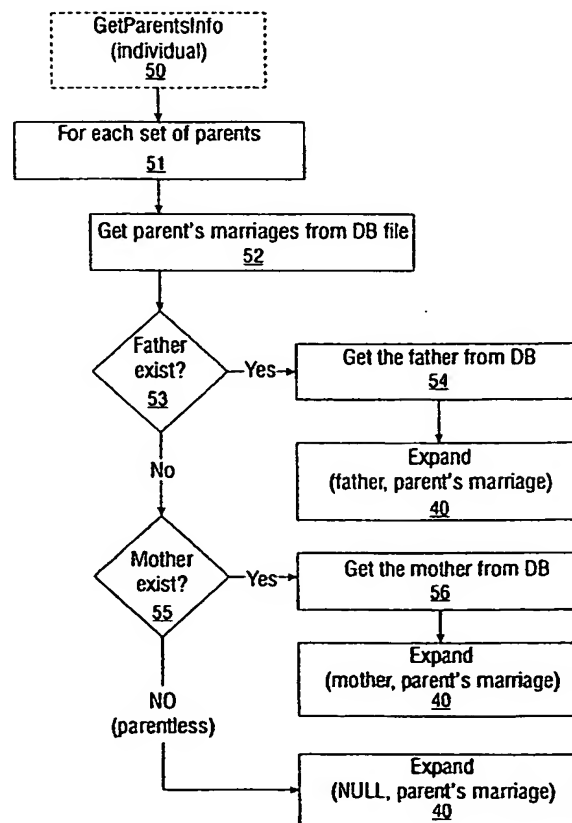 GetParentsInfo
(individual)
50
For each set of parents
51
Get parent's marriages from DB file
52
Father
exist?
53
Yes
Get the father from DB
54
Expand
(father, parent's marriage)
40
No
Mother
exist?
55
Yes
Get the mother from DB
56
Expand
(mother, parent's marriage)
40
NO
(parentless)
Expand
(NULL, parent's marriage)
40